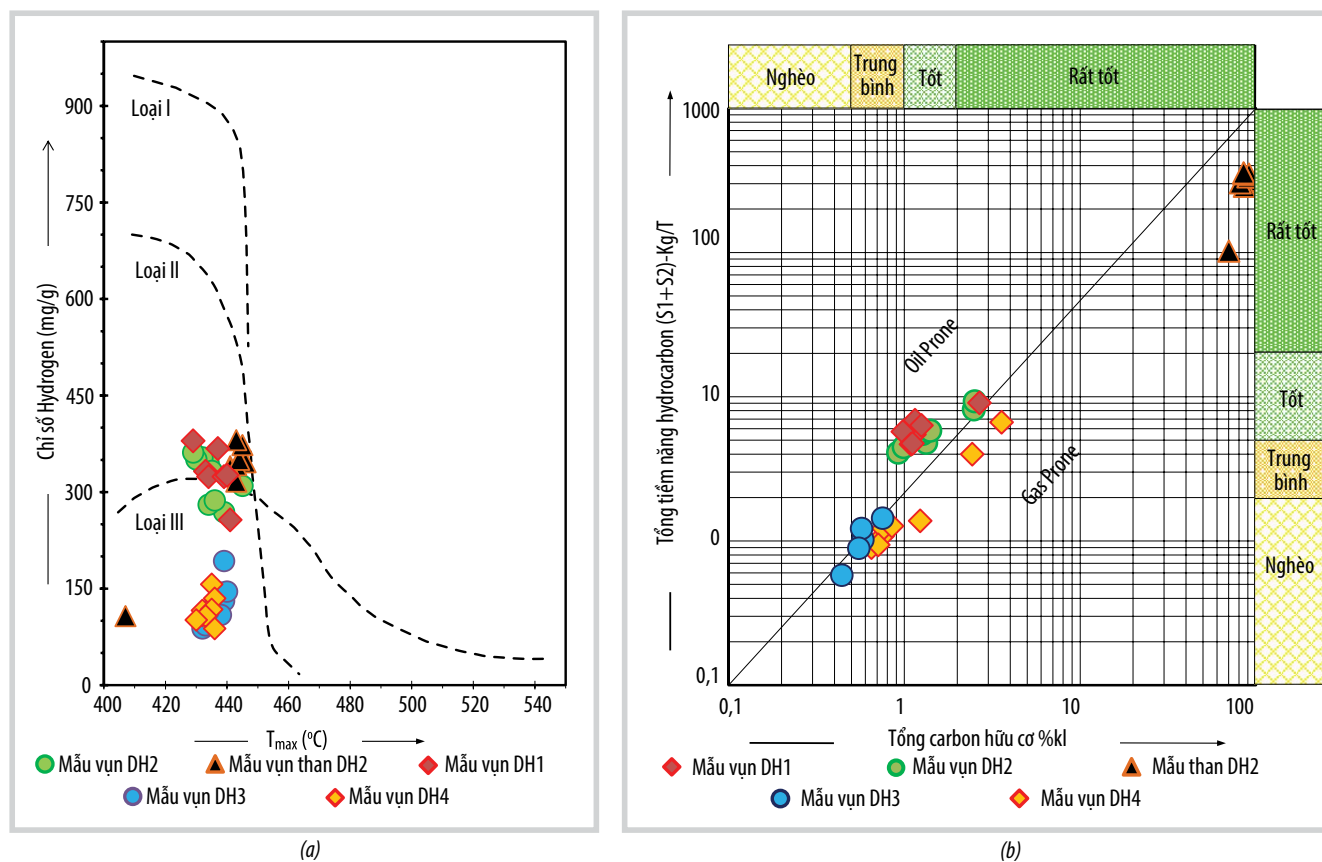 Chỉ số Hydrogen (mg/g)
900
750
600
450
300
150
0
Loại I
Loại II
Loại III
400
420
440
460
480
500
520
540
Tmax (ºC)
Mẫu vụn DH2
Mẫu vụn than DH2
Mẫu vụn DH1
Mẫu vụn DH3
Mẫu vụn DH4
(a)
Nghèo
Trung
bình
Tốt
Rất tốt
Tổng tiềm năng hydrocarbon (S1+S2)-Kg/T
1000
100
10
0
0,1
Oil Prone
Gas Prone
Rất tốt
Tốt
Trung
bình
Nghèo
0,1
1
10
100
Tổng carbon hữu cơ %kl
Mẫu vụn DH1
Mẫu vụn DH2
Mẫu than DH2
Mẫu vụn DH3
Mẫu vụn DH4
(b)